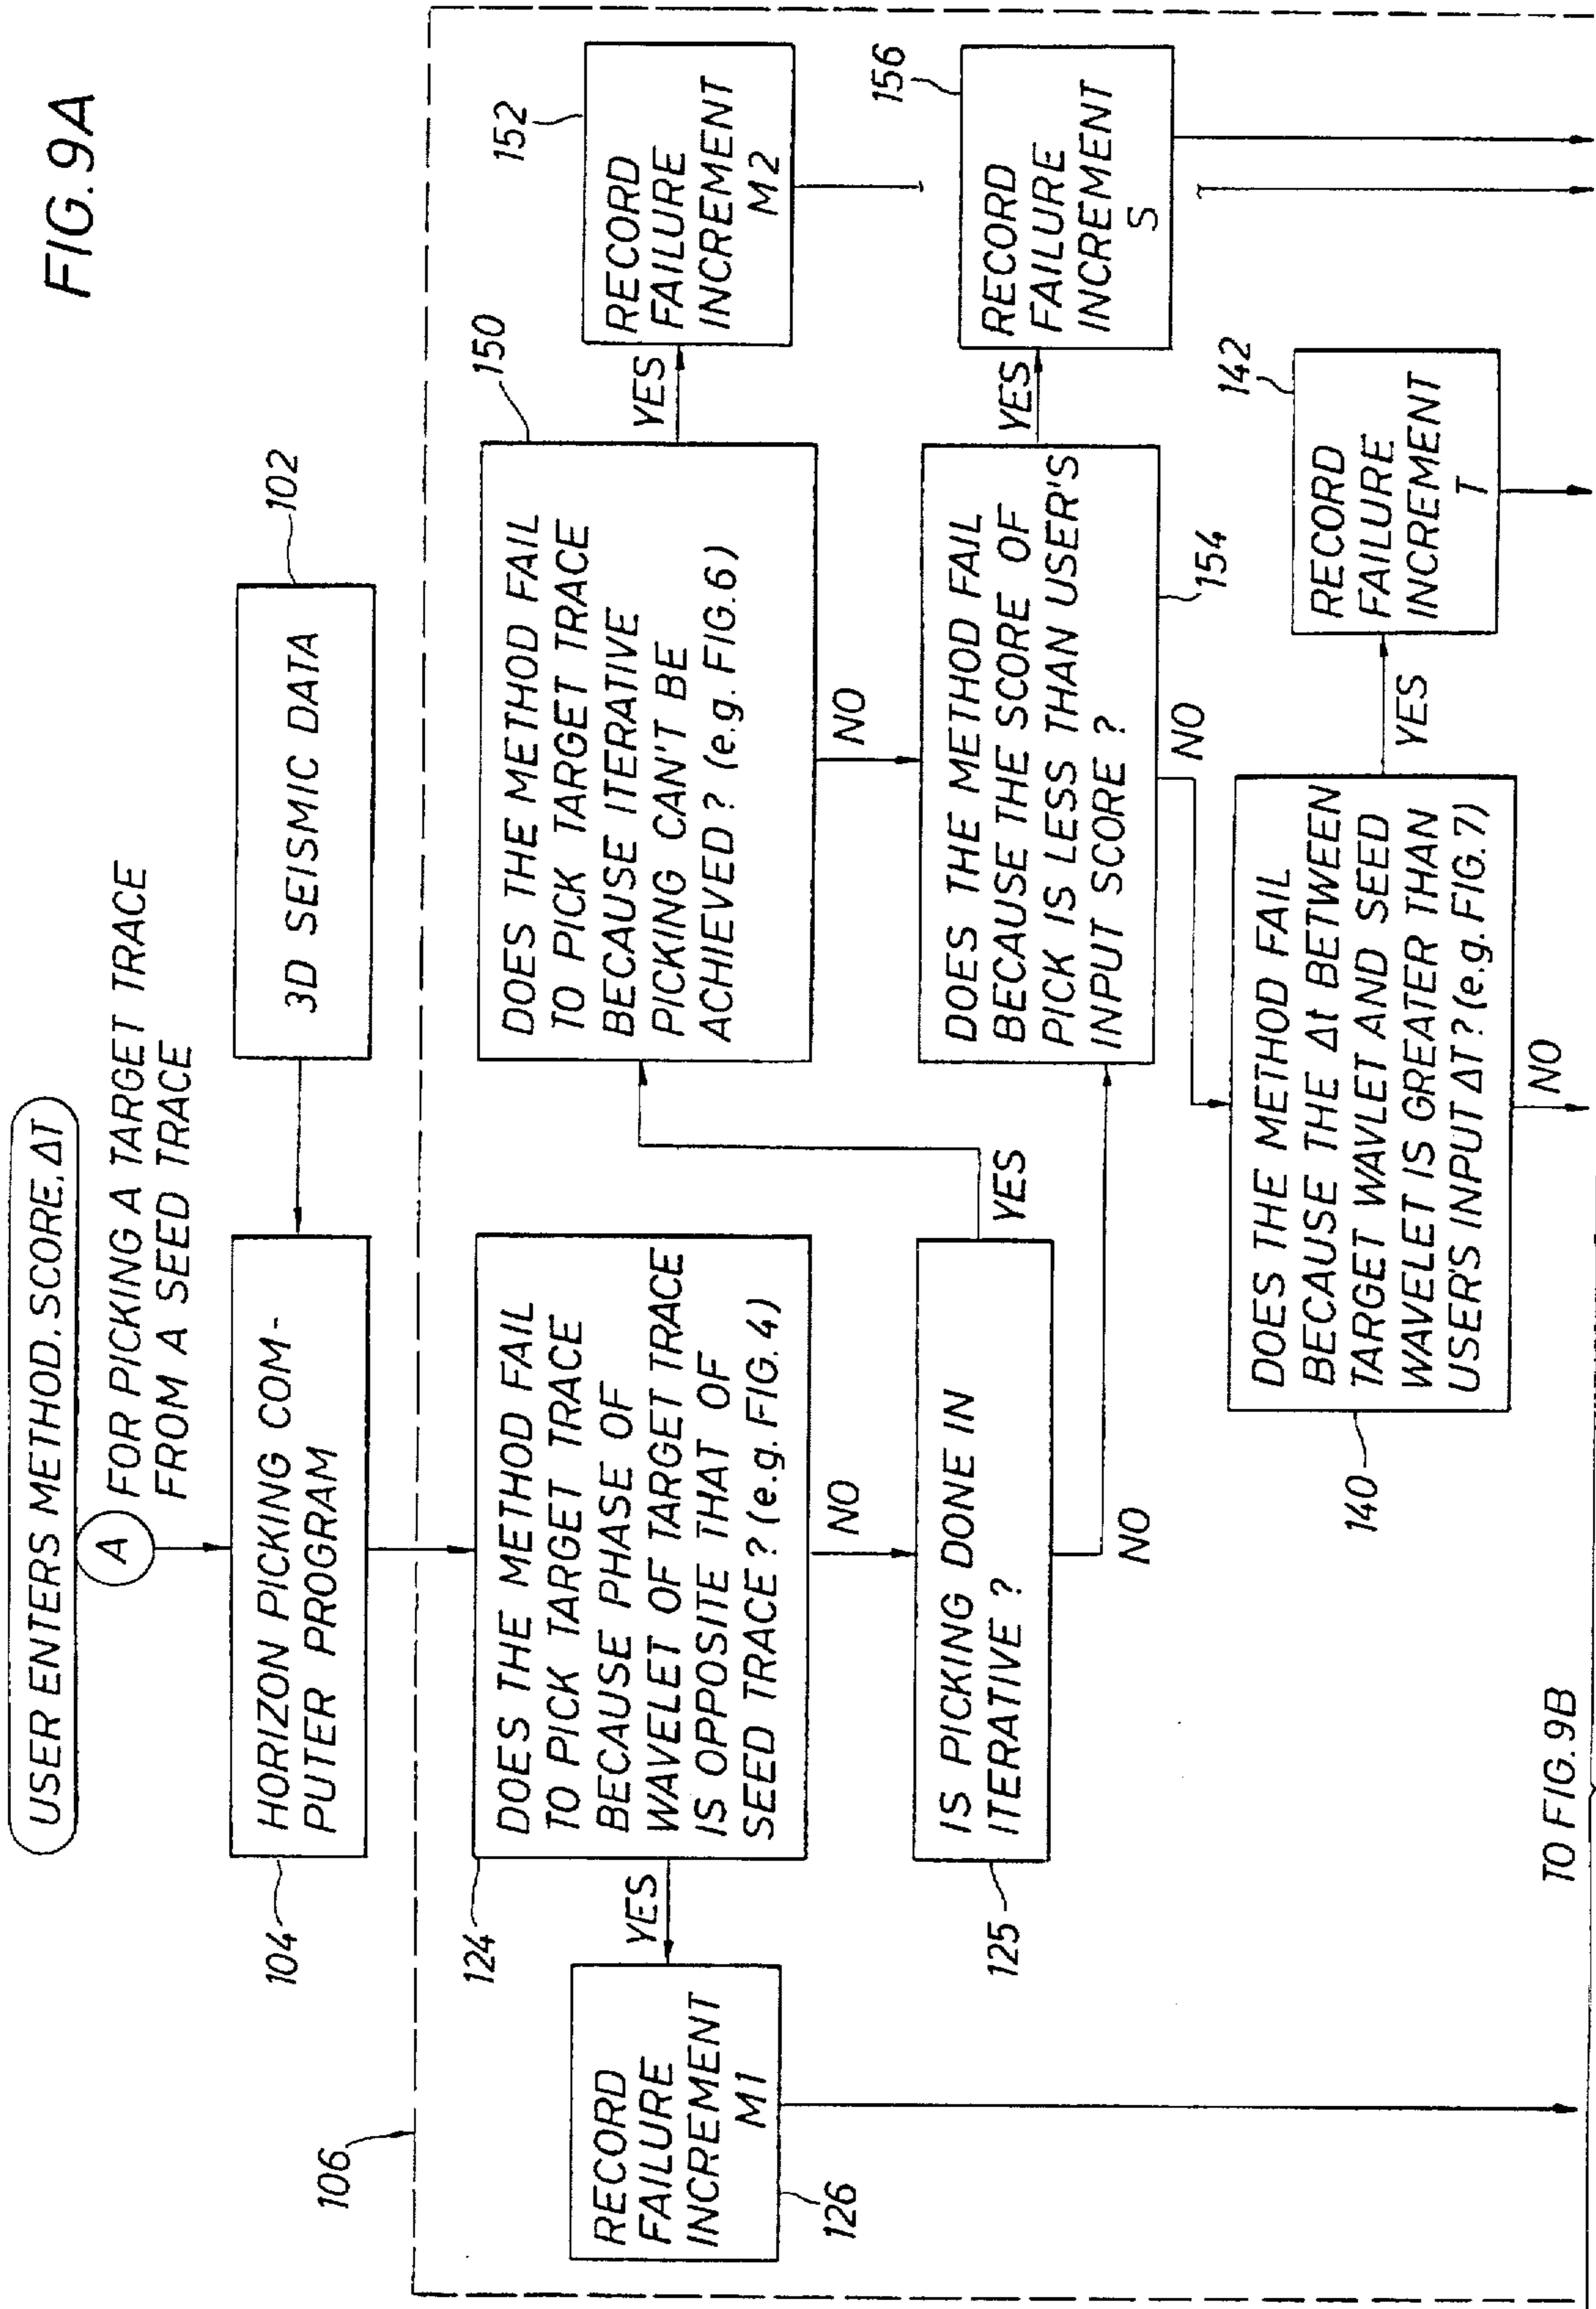 FIG. 9A
USER ENTERS METHOD, SCORE, ΔT
A
FOR PICKING A TARGET TRACE
FROM A SEED TRACE
HORIZON PICKING COM-
PUTER PROGRAM
104
3D SEISMIC DATA
102
106
DOES THE METHOD FAIL
TO PICK TARGET TRACE
BECAUSE PHASE OF
WAVELET OF TARGET TRACE
IS OPPOSITE THAT OF
SEED TRACE ? (e.g. FIG. 4)
124
YES
RECORD
FAILURE
INCREMENT
M1
126
NO
IS PICKING DONE IN
ITERATIVE ?
125
YES
NO
DOES THE METHOD FAIL
TO PICK TARGET TRACE
BECAUSE ITERATIVE
PICKING CAN'T BE
ACHIEVED ? (e.g. FIG. 6)
150
YES
RECORD
FAILURE
INCREMENT
M2
152
NO
DOES THE METHOD FAIL
BECAUSE THE SCORE OF
PICK IS LESS THAN USER'S
INPUT SCORE ?
154
YES
RECORD
FAILURE
INCREMENT
S
156
NO
DOES THE METHOD FAIL
BECAUSE THE Δt BETWEEN
TARGET WAVLET AND SEED
WAVELET IS GREATER THAN
USER'S INPUT ΔT ? (e.g. FIG. 7)
140
YES
RECORD
FAILURE
INCREMENT
T
142
NO
TO FIG. 9B